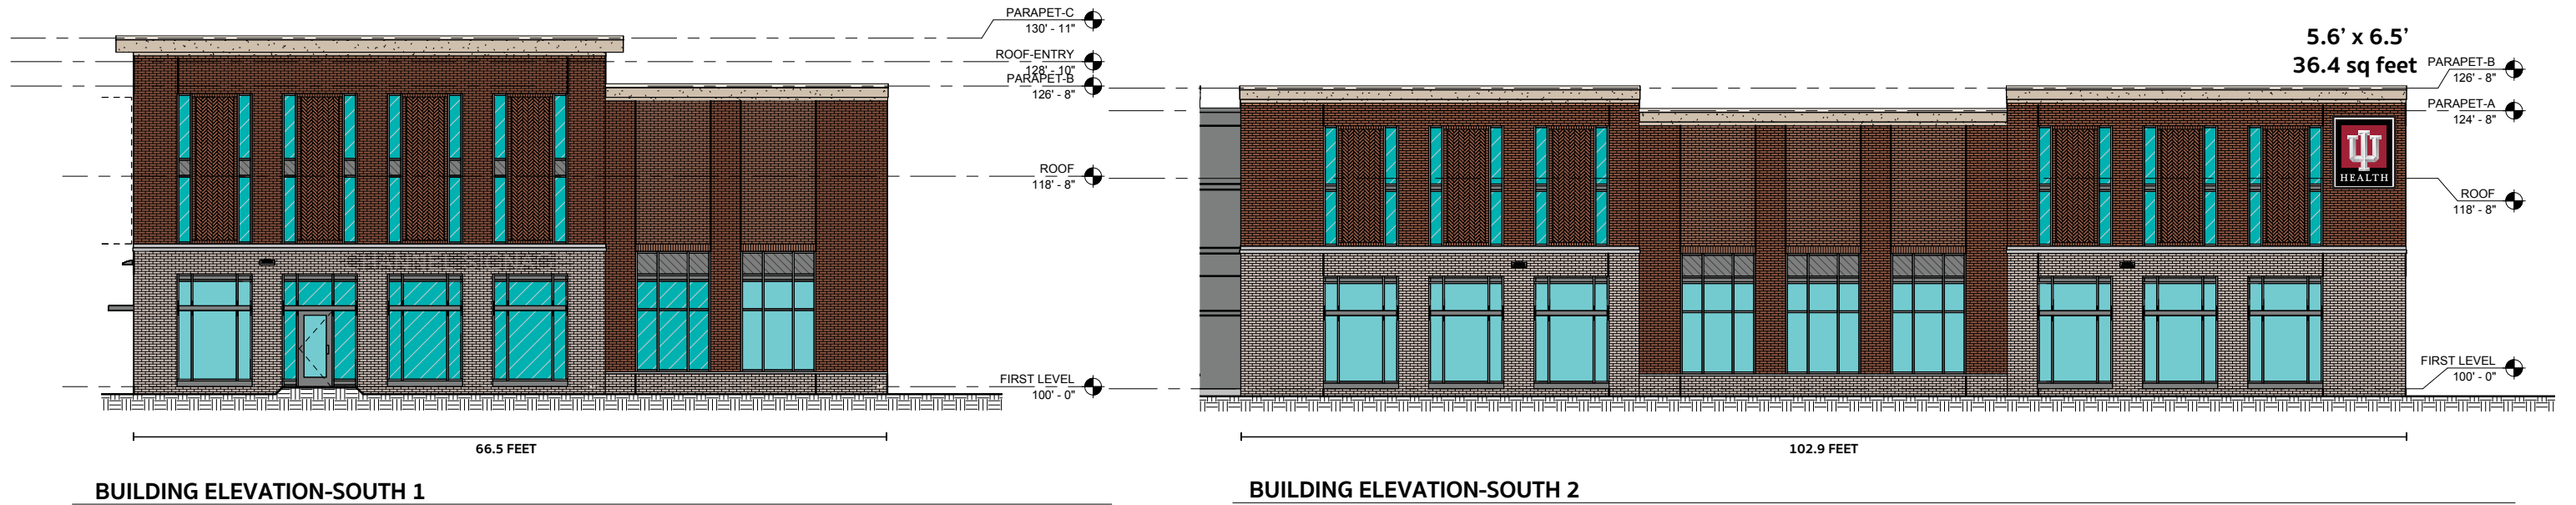 PARAPET-C
130' - 11"
ROOF-ENTRY
128' - 10"
PARAPET-B
126' - 8"
ROOF
118' - 8"
FIRST LEVEL
100' - 0"
66.5 FEET
BUILDING ELEVATION-SOUTH 1
5.6’ x 6.5’
36.4 sq feet
PARAPET-B
126' - 8"
PARAPET-A
124' - 8"
HEALTH
ROOF
118' - 8"
FIRST LEVEL
100' - 0"
102.9 FEET
BUILDING ELEVATION-SOUTH 2